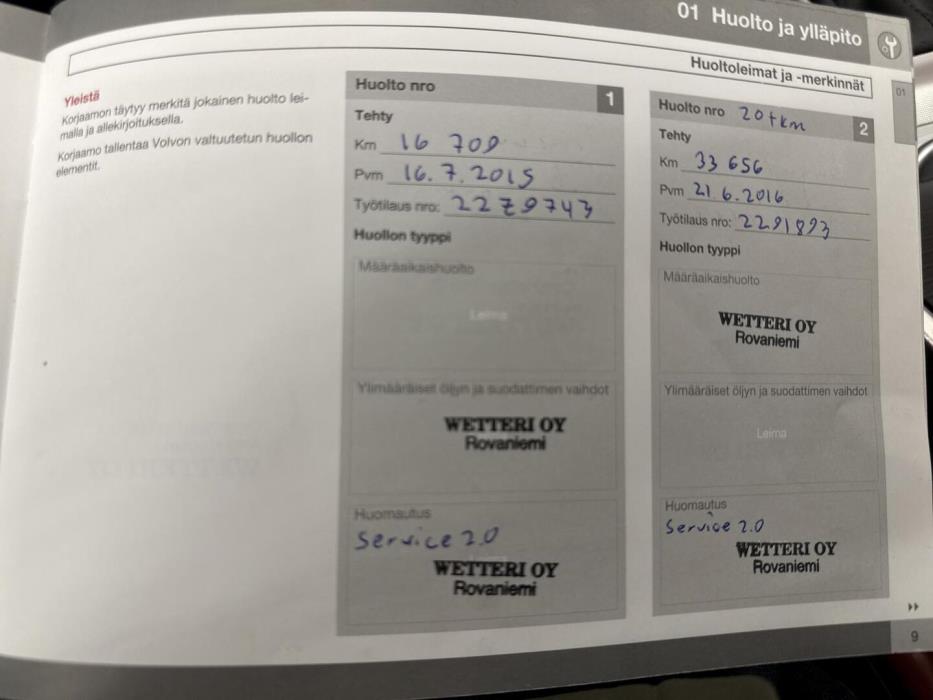 01 Huolto ja ylläpito
Huoltoleimat ja -merkinnät
01
Yleistä
Korjaamon täytyy merkitä jokainen huolto lei-
malla ja allekirjoituksella.
Korjaamo tallentaa Volvon valtuutetun huollon
elementit.
Huolto nro
1
Tehty
Km 16 709
Pvm 16.7.2015
Työtilaus nro: 2279743
Huollon tyyppi
Määräaikaishuolto
Leima
Ylimääräiset öljyn ja suodattimen vaihdot
WETTERI OY
Rovaniemi
Huomautus
Service 2.0
WETTERI OY
Rovaniemi
Huolto nro 20tkm
2
Tehty
Km 33 656
Pvm 21.6.2016
Työtilaus nro: 2291893
Huollon tyyppi
Määräaikaishuolto
WETTERI OY
Rovaniemi
Ylimääräiset öljyn ja suodattimen vaihdot
Leima
Huomautus
Service 2.0
WETTERI OY
Rovaniemi
9